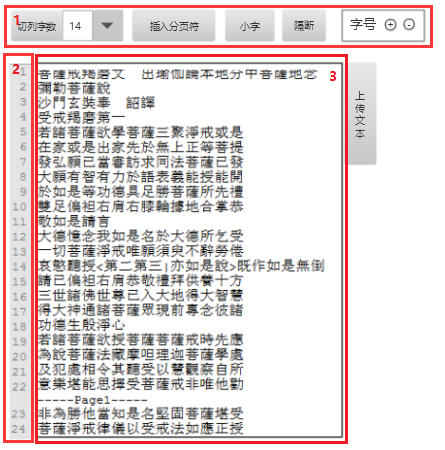 1 切列字数 14 插入分页符 小字 隔断 字号
2 3
1 菩薩戒羯磨文　出瑜伽論本地分中菩薩地念
2 彌勒菩薩說
3 沙門玄奘奉　詔譯
4 受戒羯磨第一
5 若諸菩薩欲學菩薩三聚淨戒或是
6 在家或是出家先於無上正等菩提
7 發弘願已當審訪求同法菩薩已發
8 大願有智有力於語表義能授能開
9 於如是等功德具足勝菩薩所先禮
10 雙足偏袒右肩右膝輪據地合掌恭
11 敬如是請言
12 大德憶念我如是名於大德所乞受
13 一切菩薩淨戒唯願須臾不辭勞倦
14 哀愍聽授<第二第三|亦如是說>既作如是無倒
15 請已偏袒右肩恭敬禮拜供養十方
16 三世諸佛世尊已入大地得大智慧
17 得大神通諸菩薩眾現前專念彼諸
18 功德生殷淨心
19 若諸菩薩欲授菩薩菩薩戒時先應
20 為說菩薩法藏摩呾理迦菩薩學處
21 及犯處相令其聽受以慧觀察自所
22 意樂堪能思擇受菩薩戒非唯他勸
-----Page1-----
23 非為勝他當知是名堅固菩薩堪受
24 菩薩淨戒律儀以受戒法如應正授
上传文本